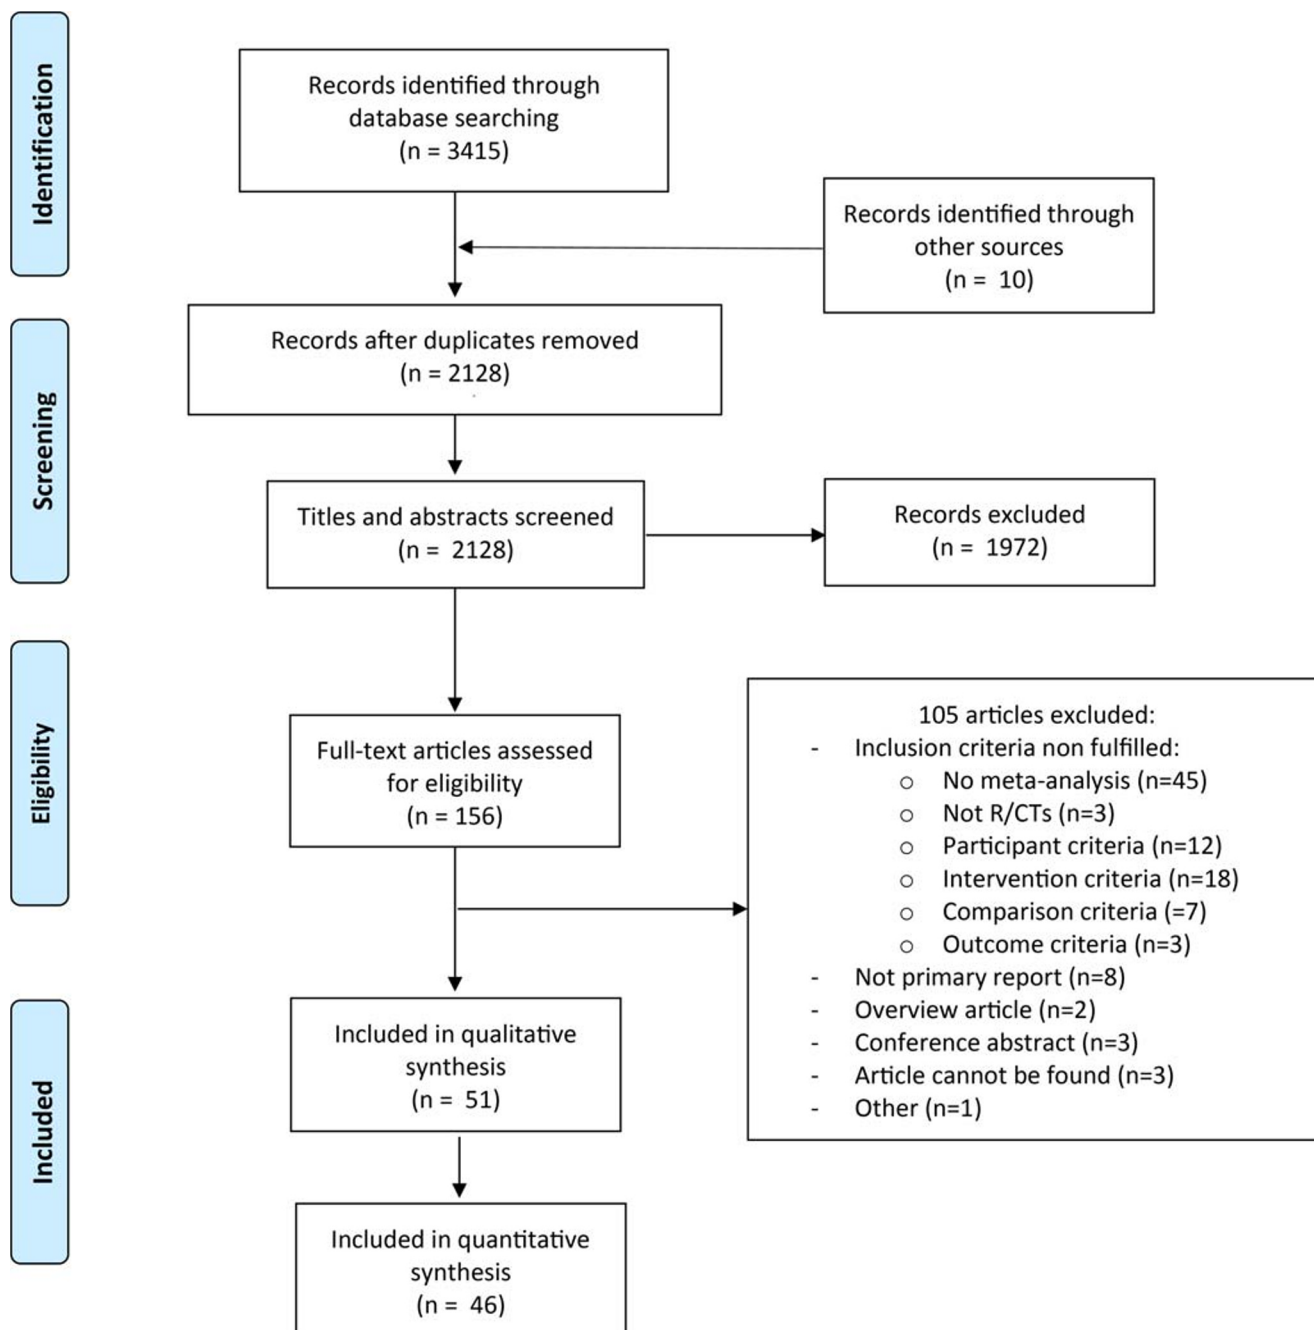 Identification
Records identified through
database searching
(n = 3415)
Records identified through
other sources
(n = 10)
Screening
Records after duplicates removed
(n = 2128)
Titles and abstracts screened
(n = 2128)
Records excluded
(n = 1972)
Eligibility
Full-text articles assessed
for eligibility
(n = 156)
105 articles excluded:
- Inclusion criteria non fulfilled:
o No meta-analysis (n=45)
o Not R/CTs (n=3)
o Participant criteria (n=12)
o Intervention criteria (n=18)
o Comparison criteria (=7)
o Outcome criteria (n=3)
- Not primary report (n=8)
- Overview article (n=2)
- Conference abstract (n=3)
- Article cannot be found (n=3)
- Other (n=1)
Included
Included in qualitative
synthesis
(n = 51)
Included in quantitative
synthesis
(n = 46)